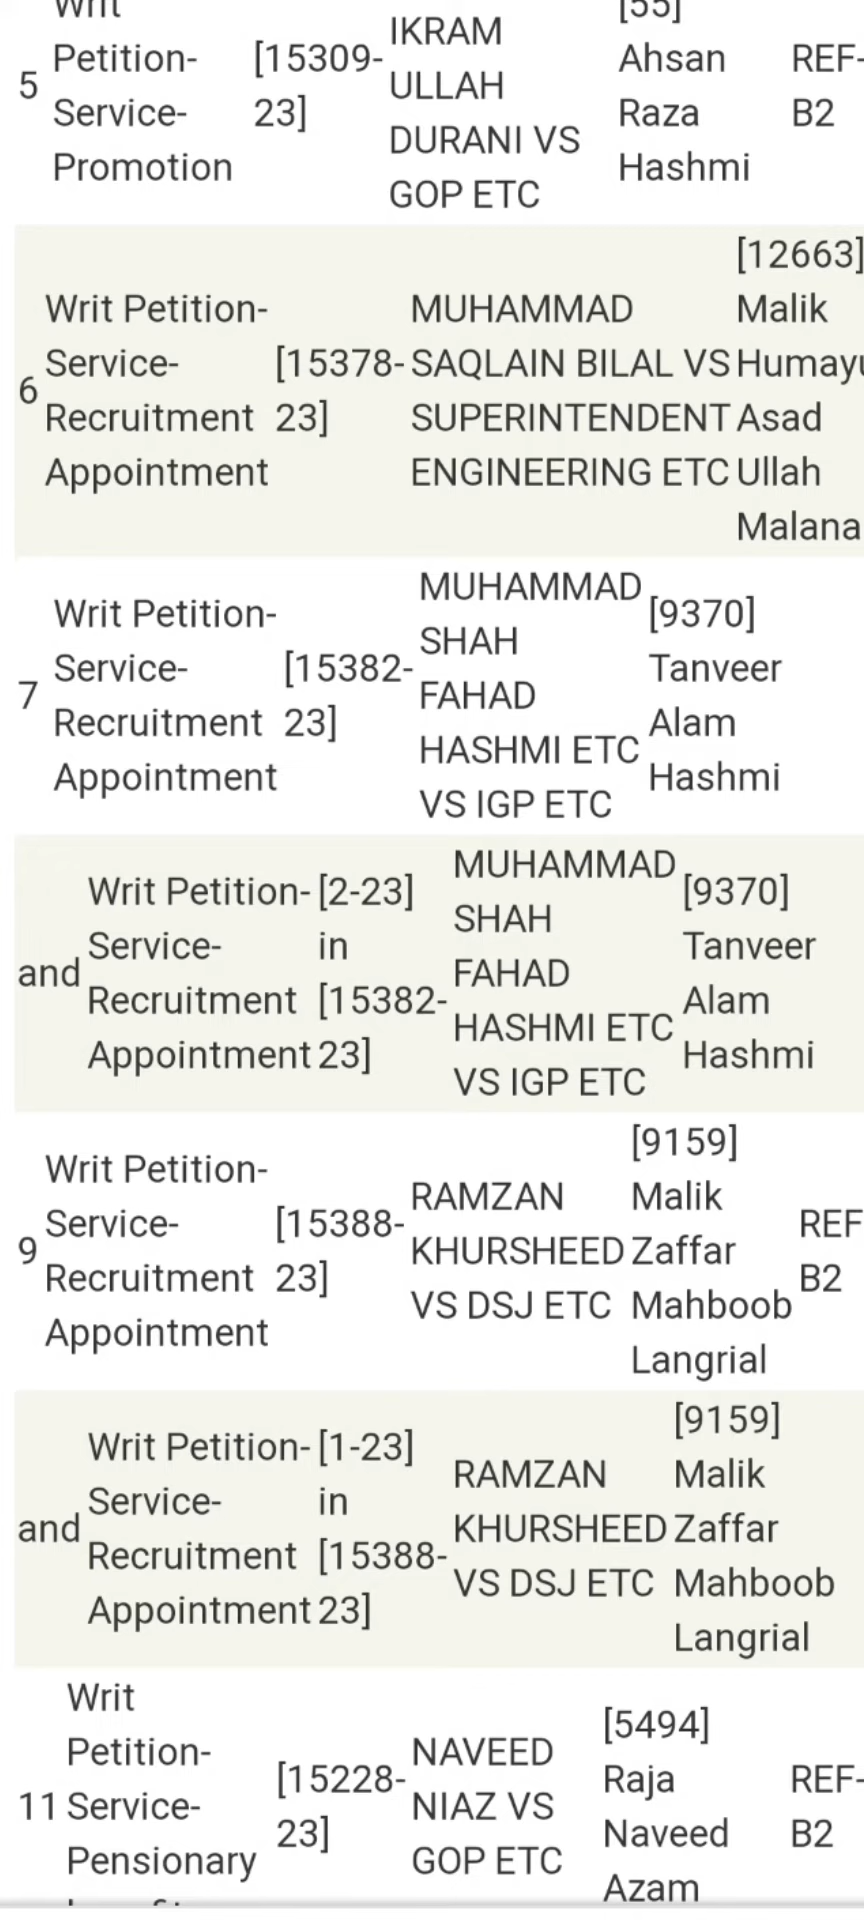 5
Petition-
Service-
Promotion
[15309-
23]
IKRAM
ULLAH
DURANI VS
GOP ETC
[55]
Ahsan
Raza
Hashmi
REF-
B2
6
Writ Petition-
Service-
Recruitment
Appointment
[15378-
23]
MUHAMMAD
SAQLAIN BILAL VS
SUPERINTENDENT
ENGINEERING ETC
[12663]
Malik
Asad
Ullah
Malana
7
Writ Petition-
Service-
Recruitment
Appointment
[15382-
23]
MUHAMMAD
SHAH
FAHAD
HASHMI ETC
VS IGP ETC
[9370]
Tanveer
Alam
Hashmi
and
Writ Petition-
Service-
Recruitment
Appointment
[2-23]
in
[15382-
23]
MUHAMMAD
SHAH
FAHAD
HASHMI ETC
VS IGP ETC
[9370]
Tanveer
Alam
Hashmi
9
Writ Petition-
Service-
Recruitment
Appointment
[15388-
23]
RAMZAN
KHURSHEED
VS DSJ ETC
[9159]
Malik
Zaffar
Mahboob
Langrial
REF
B2
and
Writ Petition-
Service-
Recruitment
Appointment
[1-23]
in
[15388-
23]
RAMZAN
KHURSHEED
VS DSJ ETC
[9159]
Malik
Zaffar
Mahboob
Langrial
11
Writ
Petition-
Service-
Pensionary
[15228-
23]
NAVEED
NIAZ VS
GOP ETC
[5494]
Raja
Naveed
Azam
REF-
B2